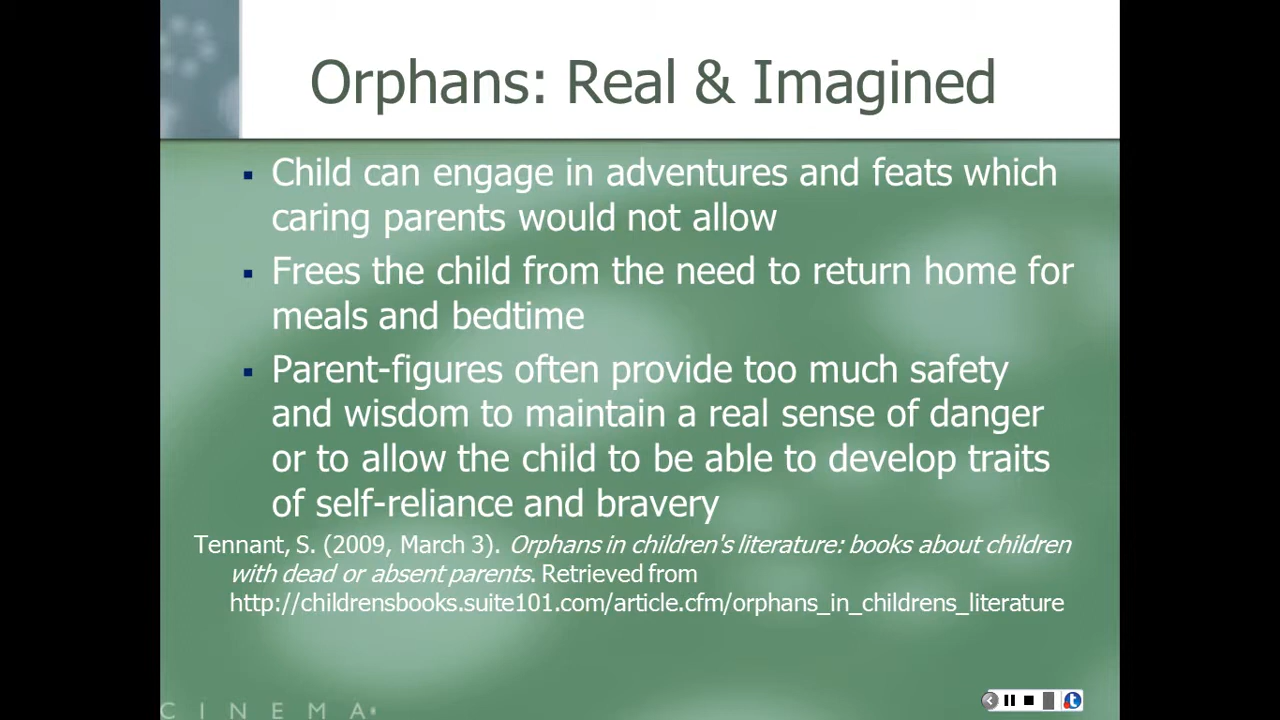 Orphans: Real & Imagined
▪ Child can engage in adventures and feats which
caring parents would not allow
▪ Frees the child from the need to return home for
meals and bedtime
▪ Parent-figures often provide too much safety
and wisdom to maintain a real sense of danger
or to allow the child to be able to develop traits
of self-reliance and bravery
Tennant, S. (2009, March 3). Orphans in children's literature: books about children
with dead or absent parents. Retrieved from
http://childrensbooks.suite101.com/article.cfm/orphans_in_childrens_literature
CINEMA
t